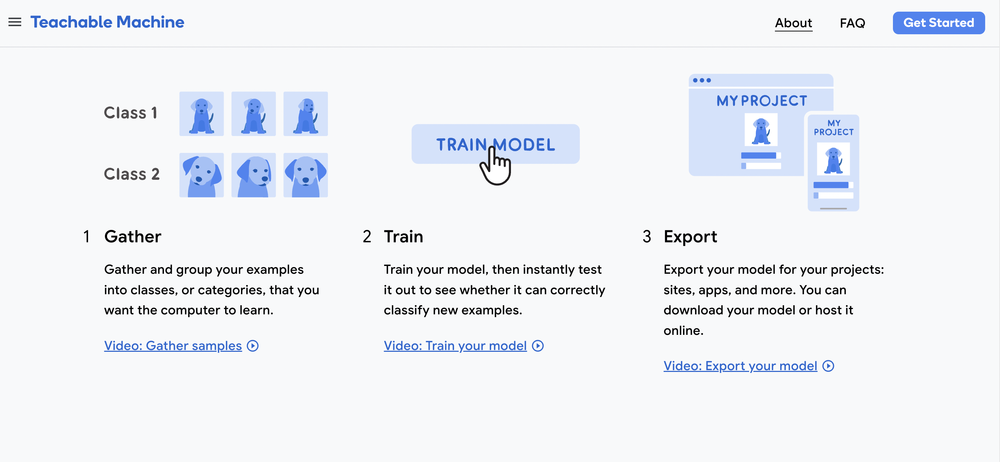 Teachable Machine
About
FAQ
Get Started
Class 1
Class 2
TRAIN MODEL
MY PROJECT
MY
PROJECT
1 Gather
Gather and group your examples
into classes, or categories, that you
want the computer to learn.
Video: Gather samples
2 Train
Train your model, then instantly test
it out to see whether it can correctly
classify new examples.
Video: Train your model
3 Export
Export your model for your projects:
sites, apps, and more. You can
download your model or host it
online.
Video: Export your model